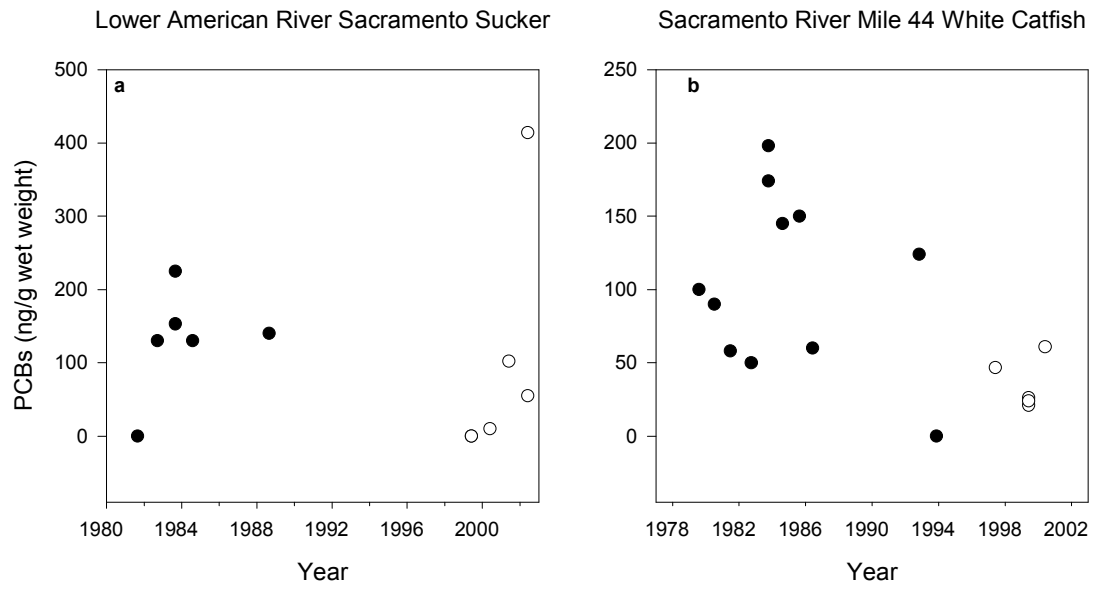 Lower American River Sacramento Sucker
Sacramento River Mile 44 White Catfish
PCBs (ng/g wet weight)
a
500
400
300
200
100
0
1980 1984 1988 1992 1996 2000
Year
b
250
200
150
100
50
0
1978 1982 1986 1990 1994 1998 2002
Year